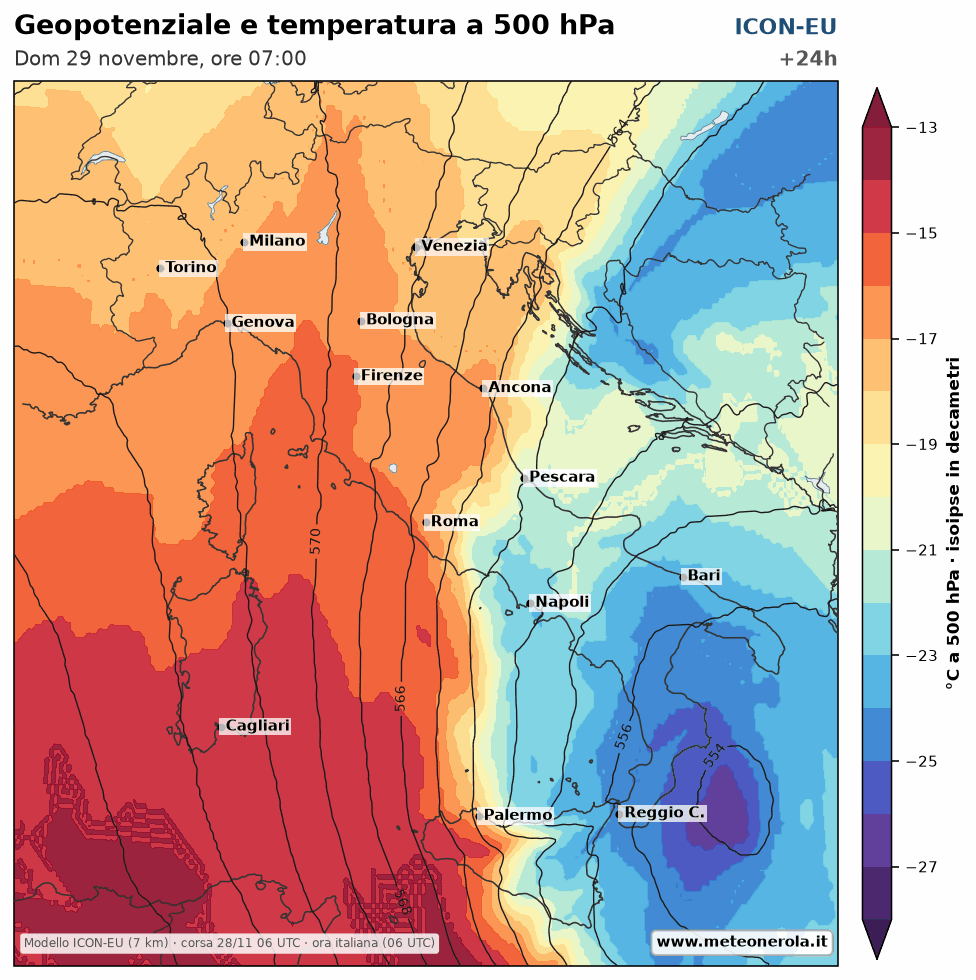 Geopotenziale e temperatura a 500 hPa
ICON-EU
Dom 29 novembre, ore 07:00
+24h
564
Milano
Venezia
Torino
Genova
Bologna
Firenze
Ancona
Pescara
Roma
570
Bari
Napoli
566
Cagliari
556
554
Palermo
Reggio C.
568
Modello ICON-EU (7 km) · corsa 28/11 06 UTC · ora italiana (06 UTC)
www.meteonerola.it
−13
−15
−17
−19
−21
−23
−25
−27
°C a 500 hPa · isoipse in decametri